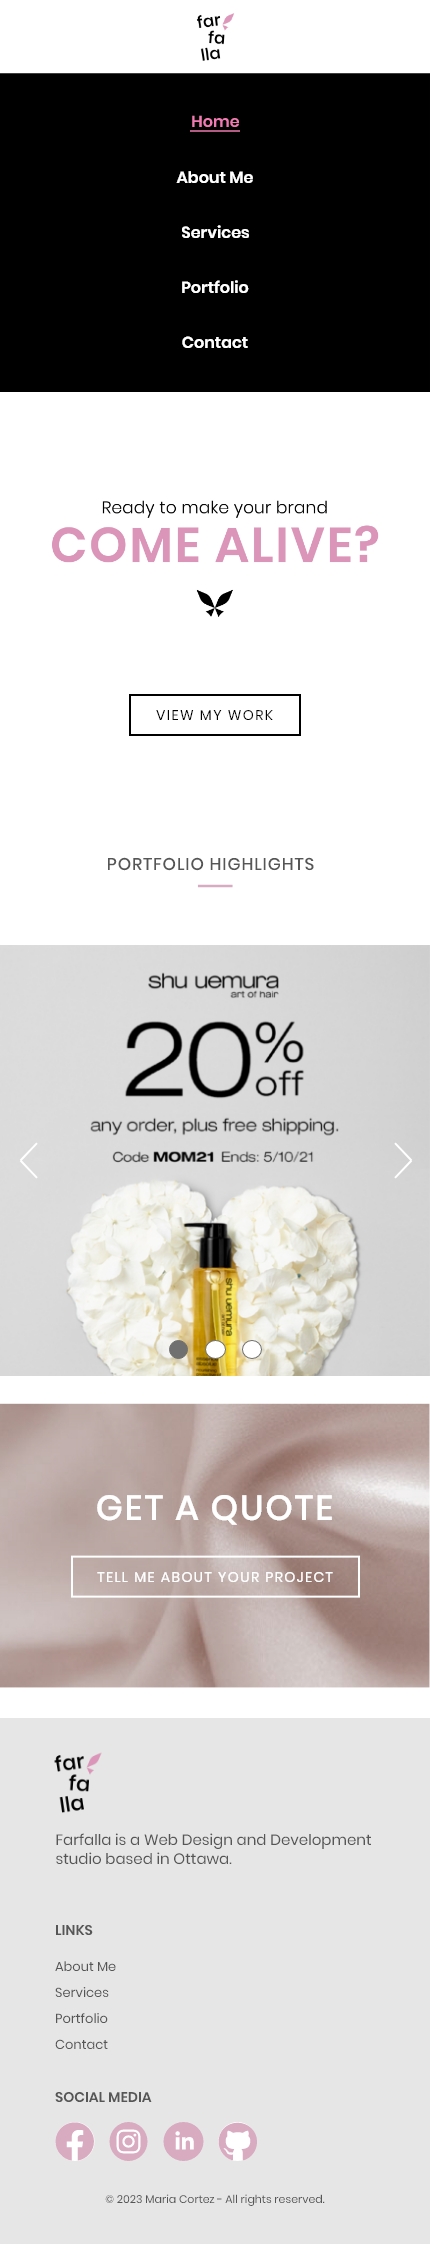 far
fa
lla
Home
About Me
Services
Portfolio
Contact
Ready to make your brand
COME ALIVE?
VIEW MY WORK
PORTFOLIO HIGHLIGHTS
shu uemura
art of hair
20% off
any order, plus free shipping.
Code MOM21 Ends: 5/10/21
shu uemura
GET A QUOTE
TELL ME ABOUT YOUR PROJECT
far
fa
lla
Farfalla is a Web Design and Development
studio based in Ottawa.
LINKS
About Me
Services
Portfolio
Contact
SOCIAL MEDIA
in
© 2023 Maria Cortez - All rights reserved.